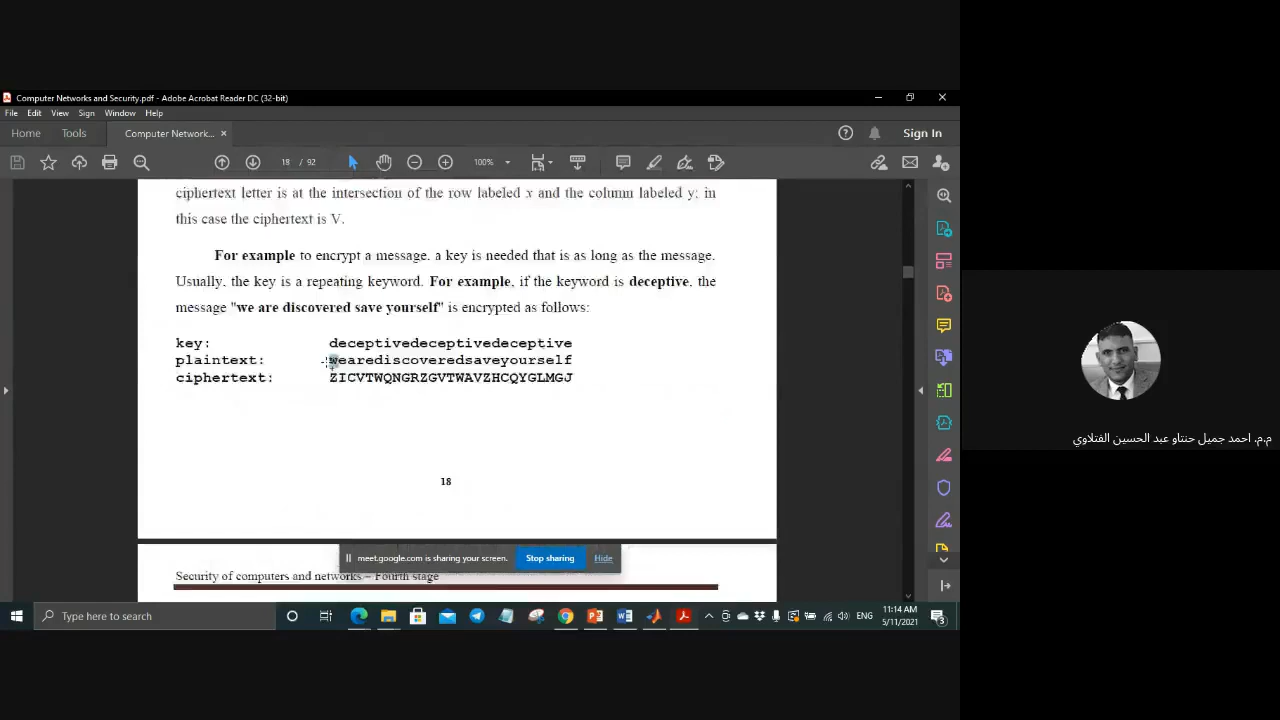 Computer Networks and Security.pdf - Adobe Acrobat Reader DC (32-bit)
File Edit View Sign Window Help
Home Tools Computer Network... × Sign In
18 / 92 100%
ciphertext letter is at the intersection of the row labeled x and the column labeled y; in
this case the ciphertext is V.
For example to encrypt a message, a key is needed that is as long as the message.
Usually, the key is a repeating keyword. For example, if the keyword is deceptive, the
message "we are discovered save yourself" is encrypted as follows:
key: deceptivedeceptivedeceptive
plaintext: wearediscoveredsaveyourself
ciphertext: ZICVTWQNGRZGVTWAVZHCQYGLMGJ
م.م. احمد جميل حنتاو عبد الحسين الفتلاوي
18
meet.google.com is sharing your screen. Stop sharing Hide
Security of computers and networks – Fourth stage
Type here to search
ENG
11:14 AM
5/11/2021
3